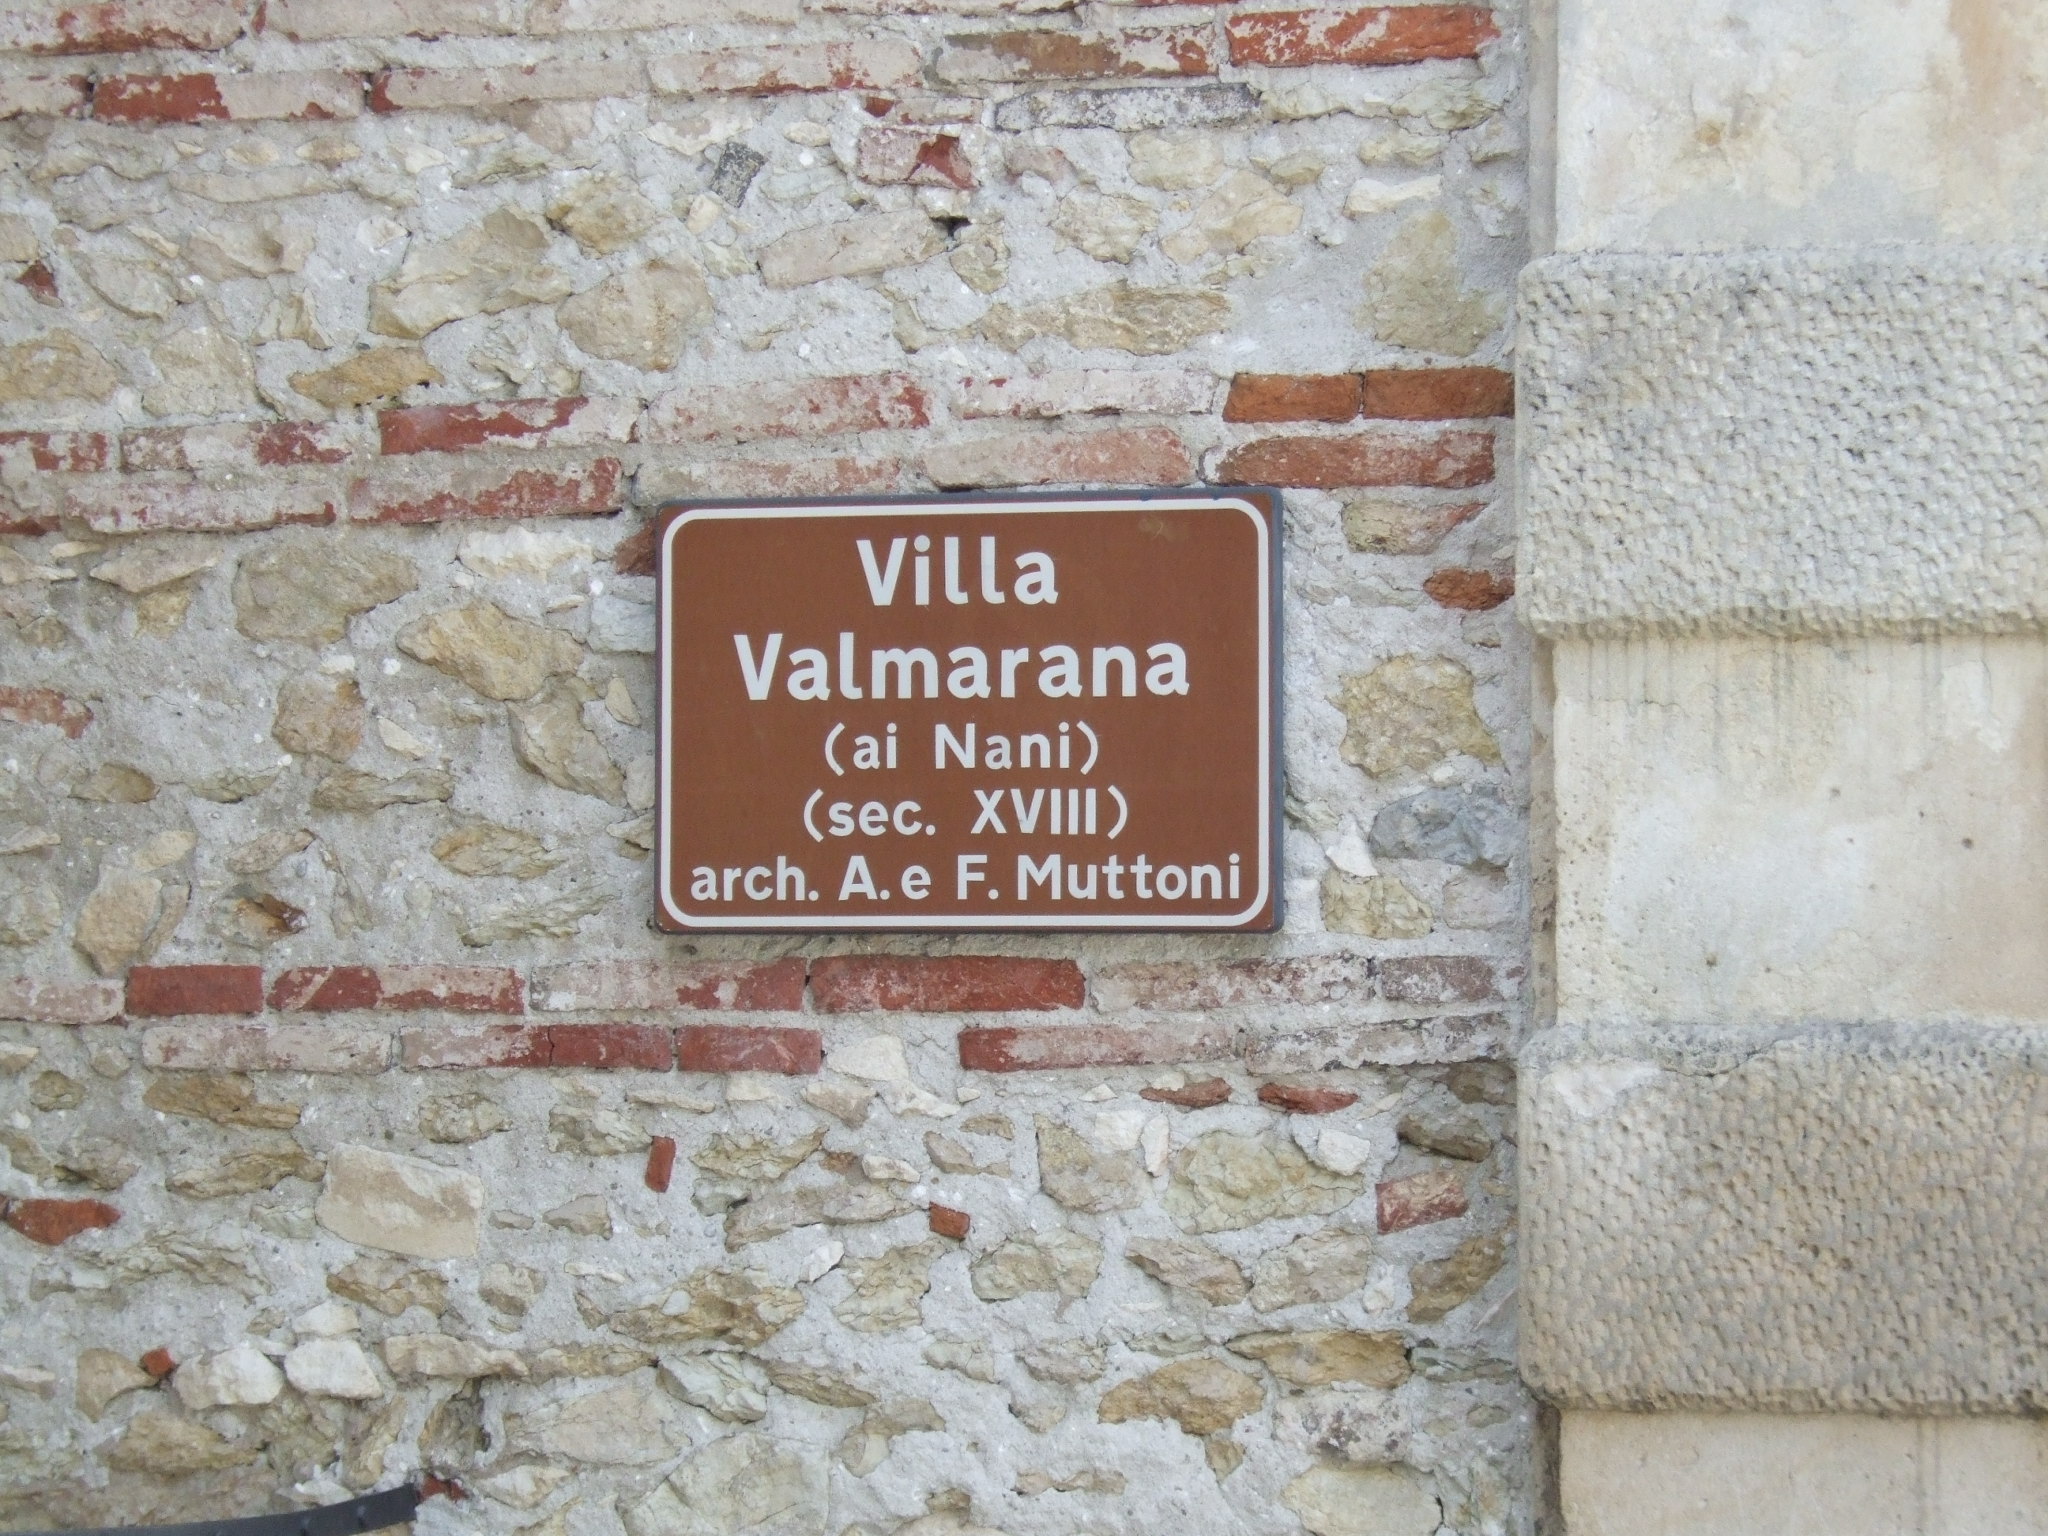 Villa
Valmarana
(ai Nani)
(sec. XVIII)
arch. A. e F. Muttoni